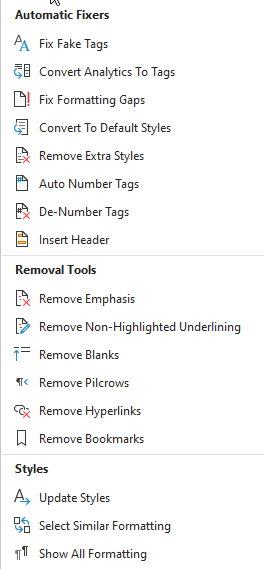 Automatic Fixers
Fix Fake Tags
Convert Analytics To Tags
Fix Formatting Gaps
Convert To Default Styles
Remove Extra Styles
Auto Number Tags
De-Number Tags
Insert Header
Removal Tools
Remove Emphasis
Remove Non-Highlighted Underlining
Remove Blanks
Remove Pilcrows
Remove Hyperlinks
Remove Bookmarks
Styles
Update Styles
Select Similar Formatting
Show All Formatting